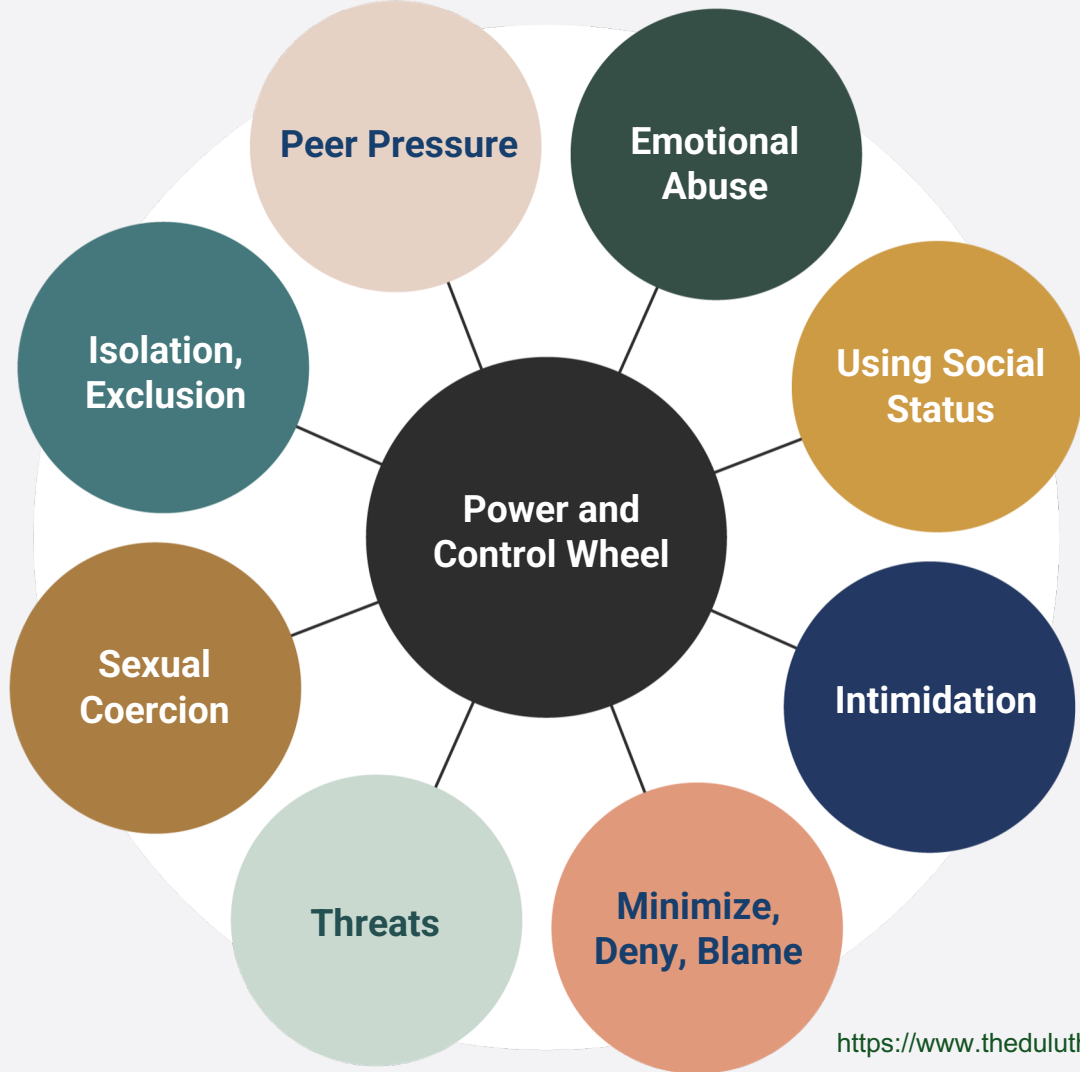 Peer Pressure
Emotional
Abuse
Using Social
Status
Intimidation
Minimize,
Deny, Blame
Threats
Sexual
Coercion
Isolation,
Exclusion
Power and
Control Wheel
https://www.theduluth